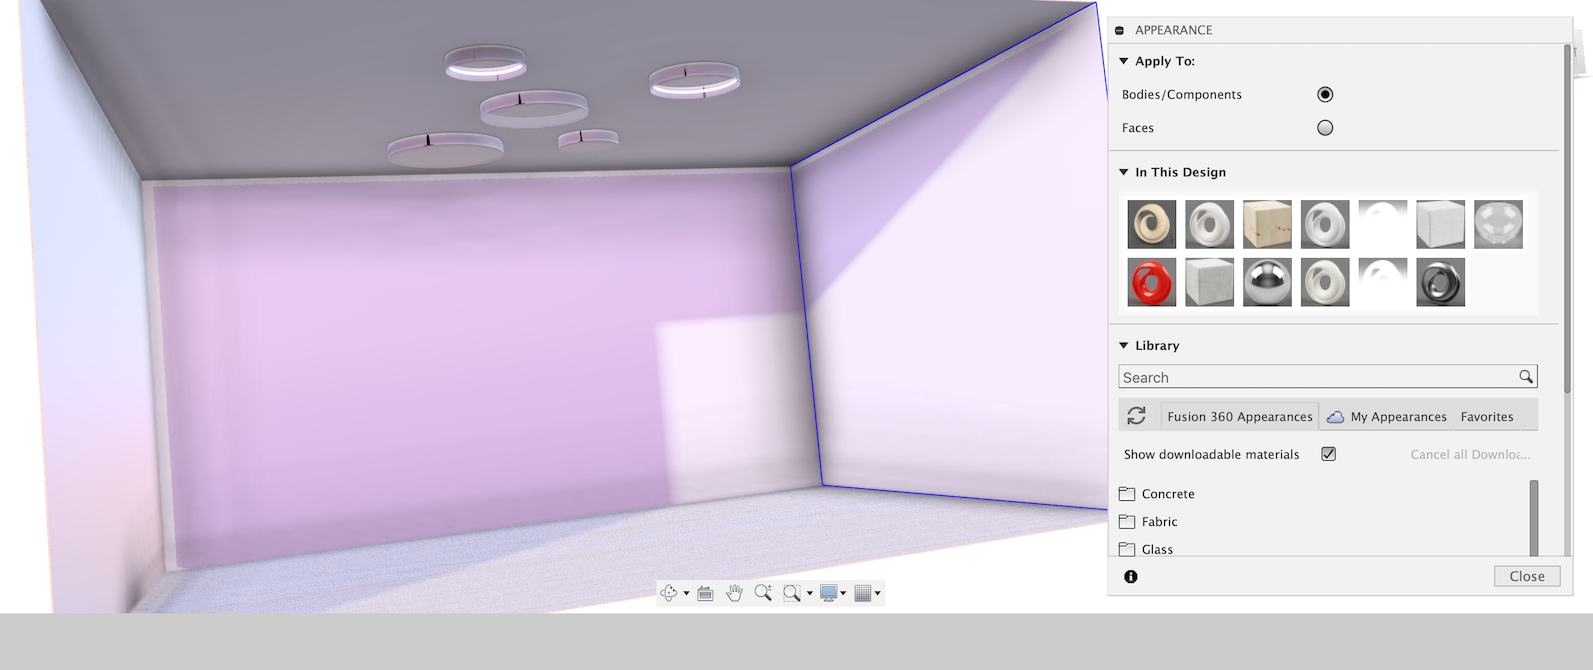 APPEARANCE
Apply To:
Bodies/Components
Faces
In This Design
Library
Search
Fusion 360 Appearances
My Appearances
Favorites
Show downloadable materials
Cancel all Downloa...
Concrete
Fabric
Glass
Close